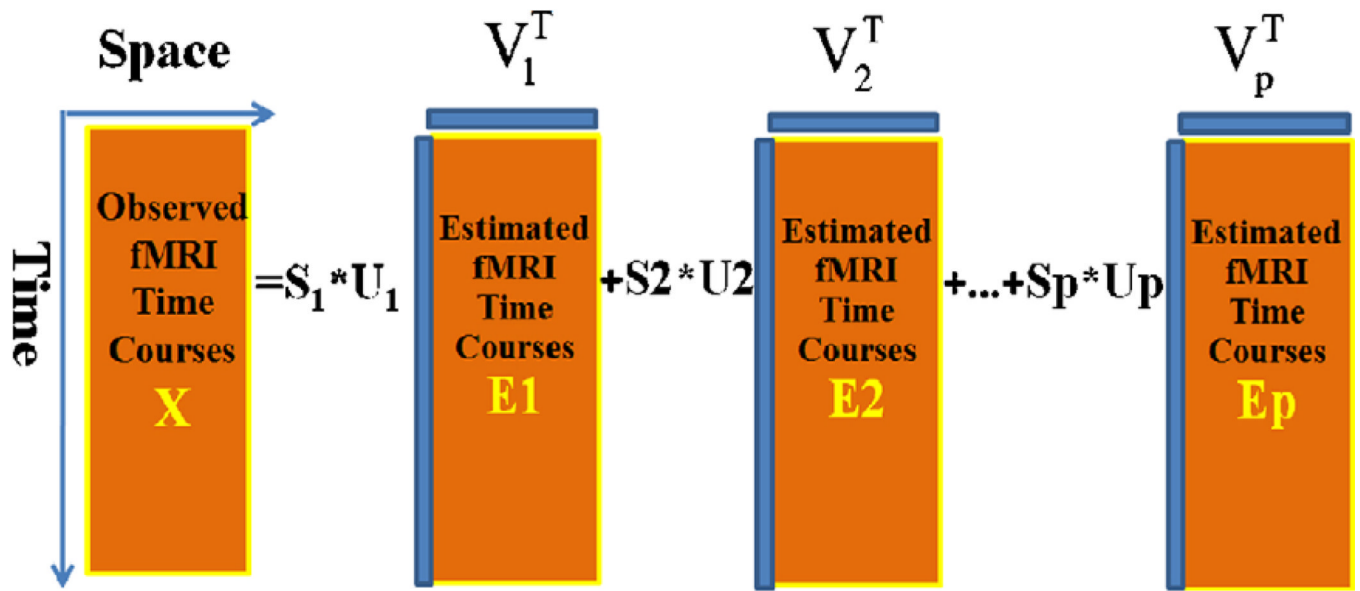 Space
V₁ᵀ
V₂ᵀ
Vₚᵀ
Time
Observed
fMRI
Time
Courses
X
=S₁*U₁
Estimated
fMRI
Time
Courses
E1
+S2*U2
Estimated
fMRI
Time
Courses
E2
+...+Sp*Up
Estimated
fMRI
Time
Courses
Ep